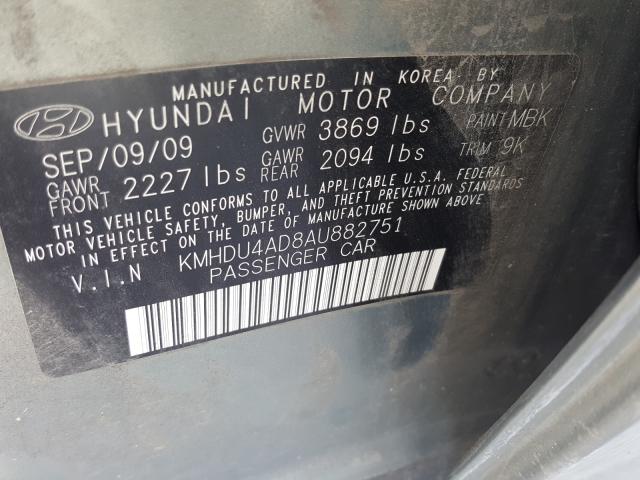 MANUFACTURED IN KOREA BY
HYUNDAI MOTOR COMPANY
SEP/09/09 GVWR 3869 lbs PAINT MBK
GAWR FRONT 2227 lbs GAWR REAR 2094 lbs TRIM 9K
THIS VEHICLE CONFORMS TO ALL APPLICABLE U.S.A. FEDERAL
MOTOR VEHICLE SAFETY, BUMPER, AND THEFT PREVENTION STANDARDS
IN EFFECT ON THE DATE OF MANUFACTURE SHOWN ABOVE
V.I.N KMHDU4AD8AU882751
PASSENGER CAR